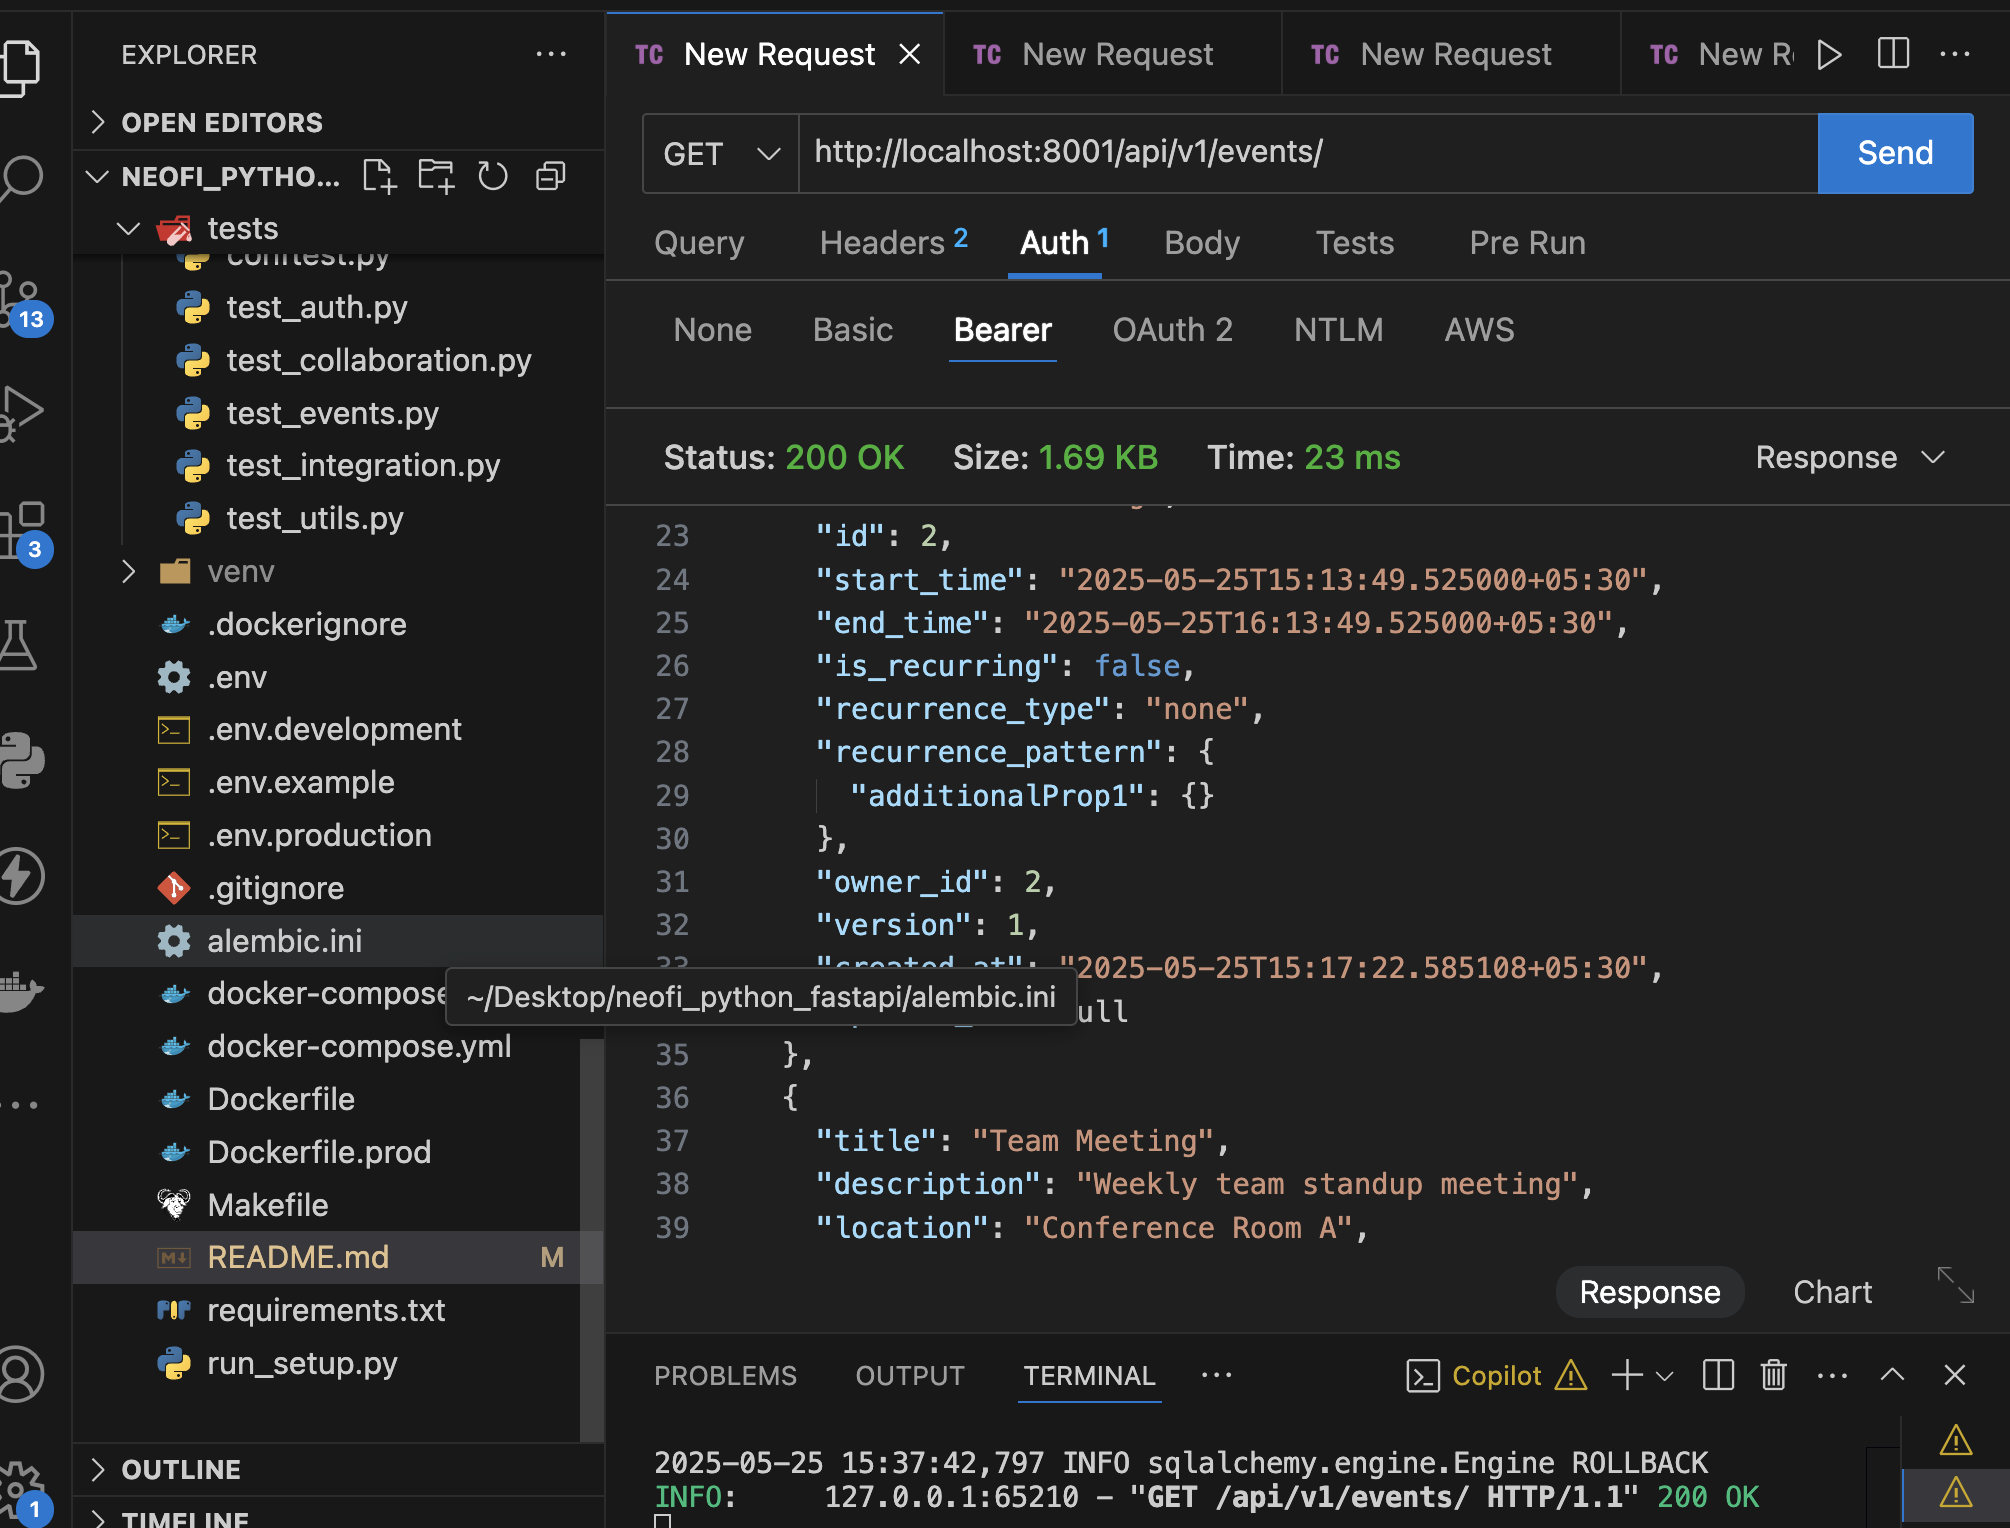 EXPLORER
OPEN EDITORS
NEOFI_PYTHO...
tests
conftest.py
test_auth.py
test_collaboration.py
test_events.py
test_integration.py
test_utils.py
venv
.dockerignore
.env
.env.development
.env.example
.env.production
.gitignore
alembic.ini
docker-compose
~/Desktop/neofi_python_fastapi/alembic.ini
docker-compose.yml
Dockerfile
Dockerfile.prod
Makefile
README.md M
requirements.txt
run_setup.py
OUTLINE
TIMELINE
13
3
1
TC New Request
TC New Request
TC New Request
TC New Re
GET http://localhost:8001/api/v1/events/ Send
Query Headers 2 Auth 1 Body Tests Pre Run
None Basic Bearer OAuth 2 NTLM AWS
Status: 200 OK Size: 1.69 KB Time: 23 ms Response
23 "id": 2,
24 "start_time": "2025-05-25T15:13:49.525000+05:30",
25 "end_time": "2025-05-25T16:13:49.525000+05:30",
26 "is_recurring": false,
27 "recurrence_type": "none",
28 "recurrence_pattern": {
29 "additionalProp1": {}
30 },
31 "owner_id": 2,
32 "version": 1,
33 "created_at": "2025-05-25T15:17:22.585108+05:30",
ull
35 },
36 {
37 "title": "Team Meeting",
38 "description": "Weekly team standup meeting",
39 "location": "Conference Room A",
Response Chart
PROBLEMS OUTPUT TERMINAL ··· Copilot
2025-05-25 15:37:42,797 INFO sqlalchemy.engine.Engine ROLLBACK
INFO: 127.0.0.1:65210 - "GET /api/v1/events/ HTTP/1.1" 200 OK